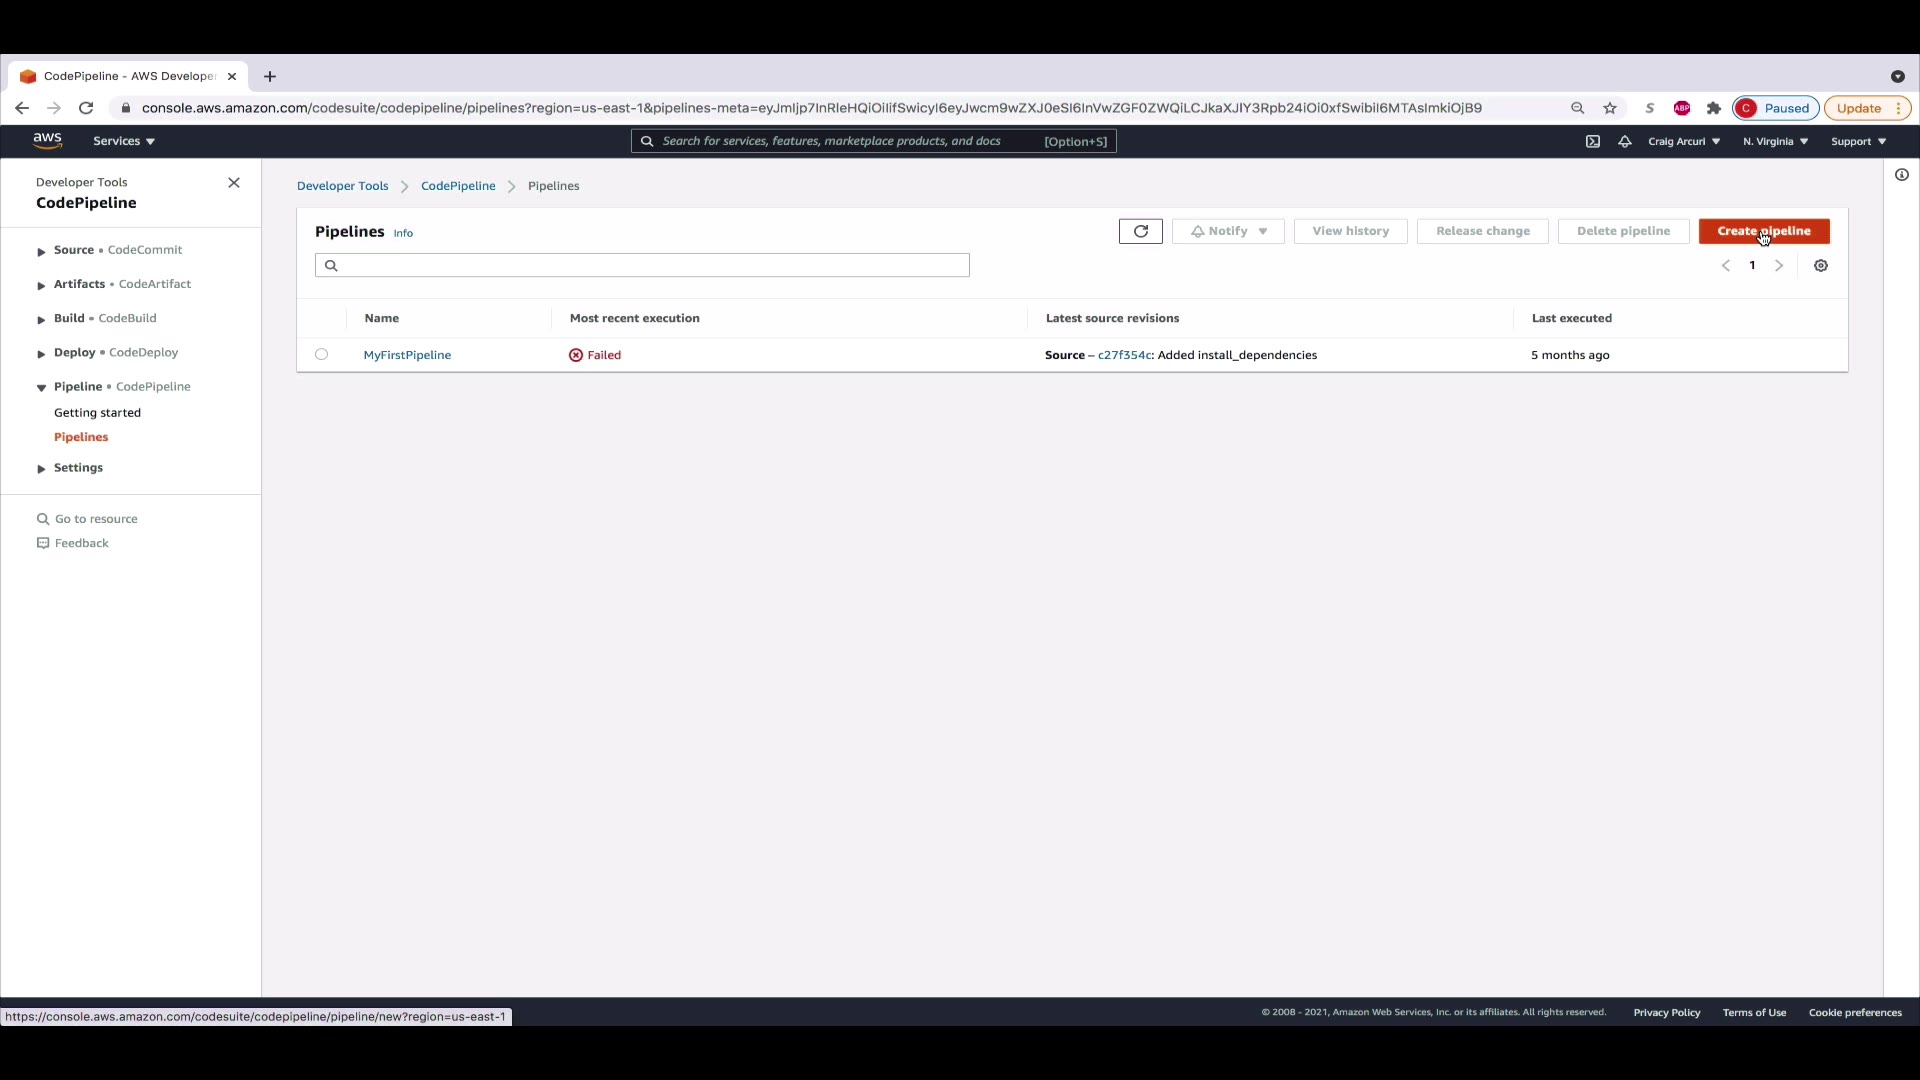 CodePipeline - AWS Developer
console.aws.amazon.com/codesuite/codepipeline/pipelines?region=us-east-1&pipelines-meta=
C Paused
Update
aws
Services
Search for services, features, marketplace products, and docs [Option+S]
Craig Arcuri
N. Virginia
Support
Developer Tools
CodePipeline
Source • CodeCommit
Artifacts • CodeArtifact
Build • CodeBuild
Deploy • CodeDeploy
Pipeline • CodePipeline
Getting started
Pipelines
Settings
Go to resource
Feedback
Developer Tools > CodePipeline > Pipelines
Pipelines Info
Notify
View history
Release change
Delete pipeline
Create pipeline
1
Name Most recent execution Latest source revisions Last executed
MyFirstPipeline Failed Source – c27f354c: Added install_dependencies 5 months ago
https://console.aws.amazon.com/codesuite/codepipeline/pipeline/new?region=us-east-1
© 2008 - 2021, Amazon Web Services, Inc. or its affiliates. All rights reserved. Privacy Policy Terms of Use Cookie preferences
S
ABP